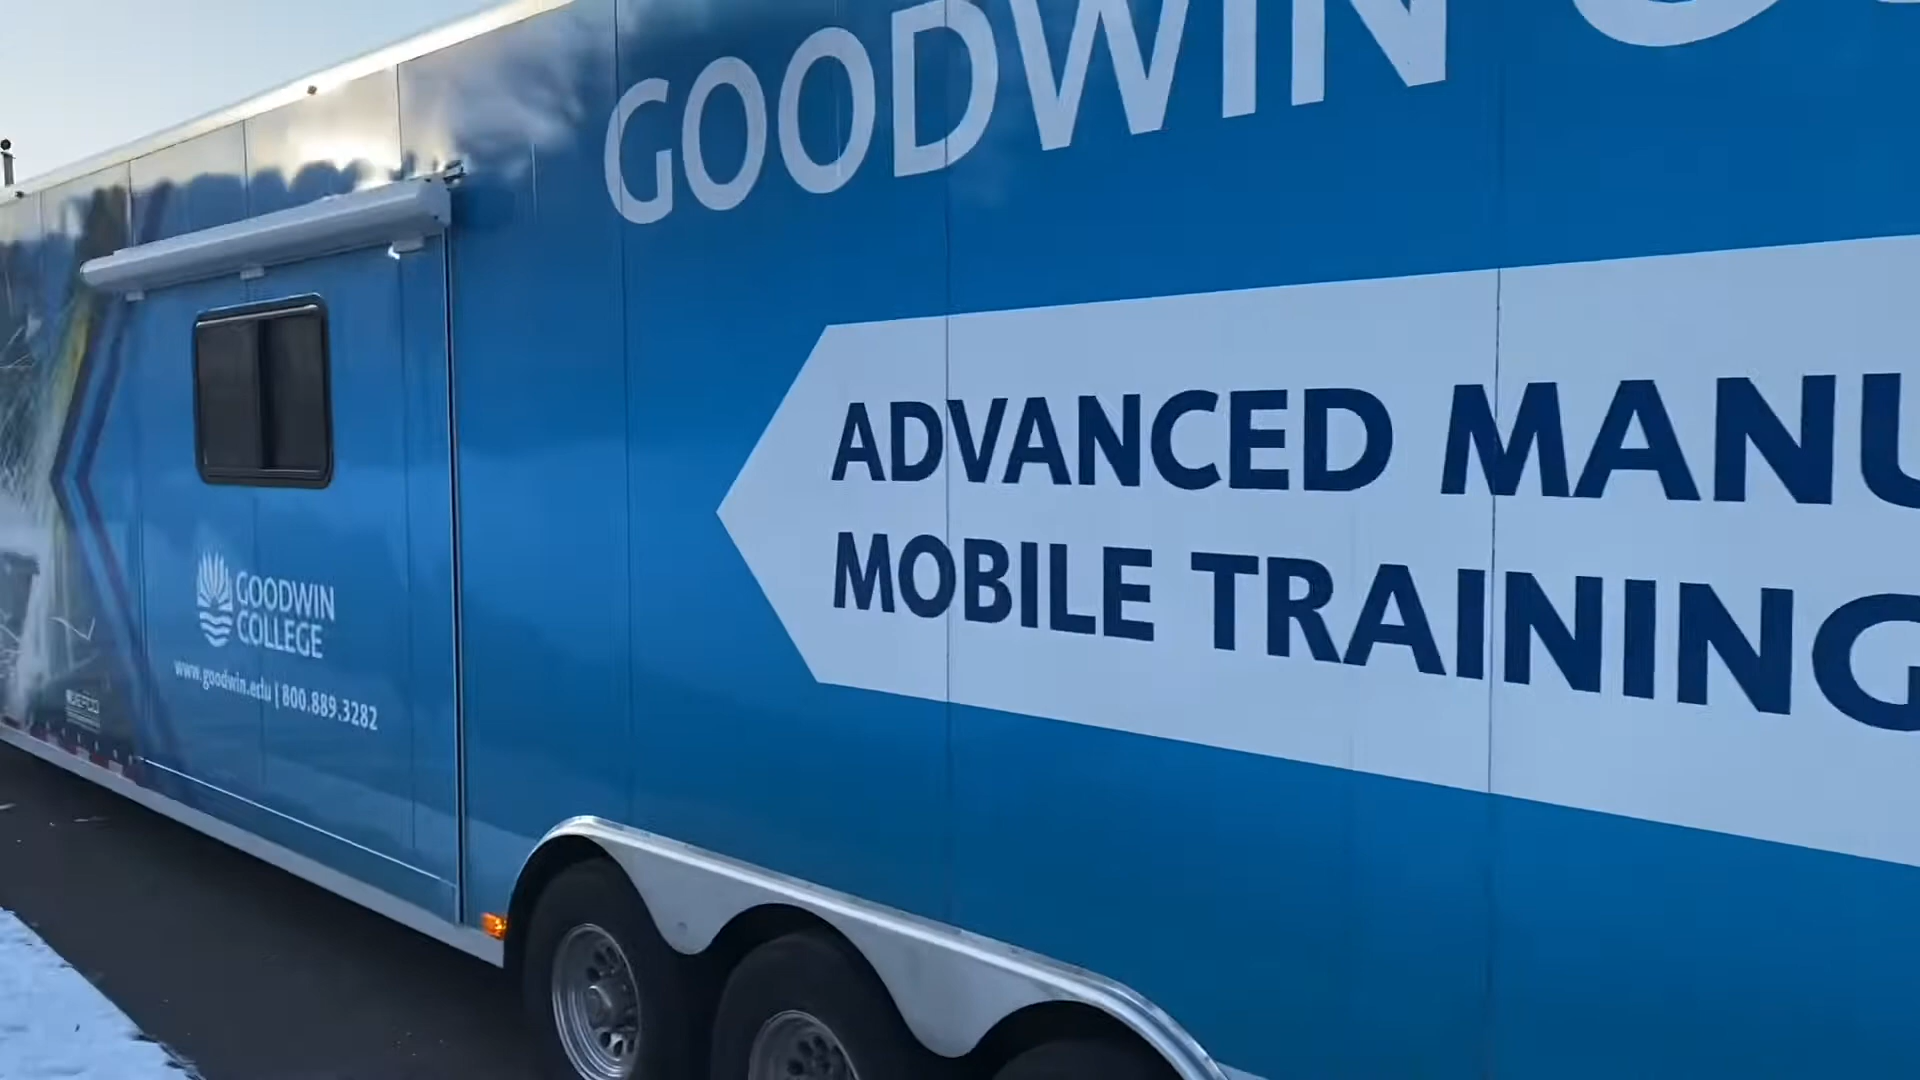 GOODWIN
ADVANCED MANU
MOBILE TRAINING
GOODWIN
COLLEGE
www.goodwin.edu | 800.889.3282